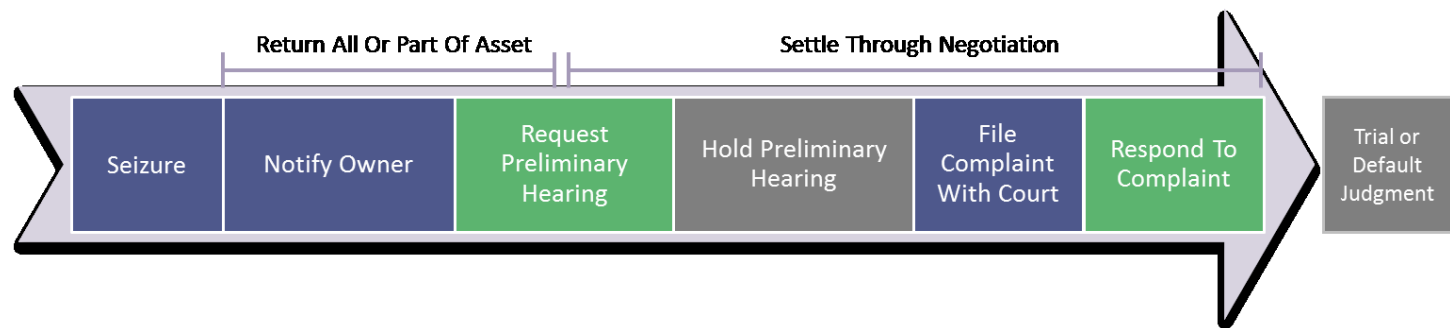 Return All Or Part Of Asset
Settle Through Negotiation
Seizure
Notify Owner
Request
Preliminary
Hearing
Hold Preliminary
Hearing
File
Complaint
With Court
Respond To
Complaint
Trial or
Default
Judgment